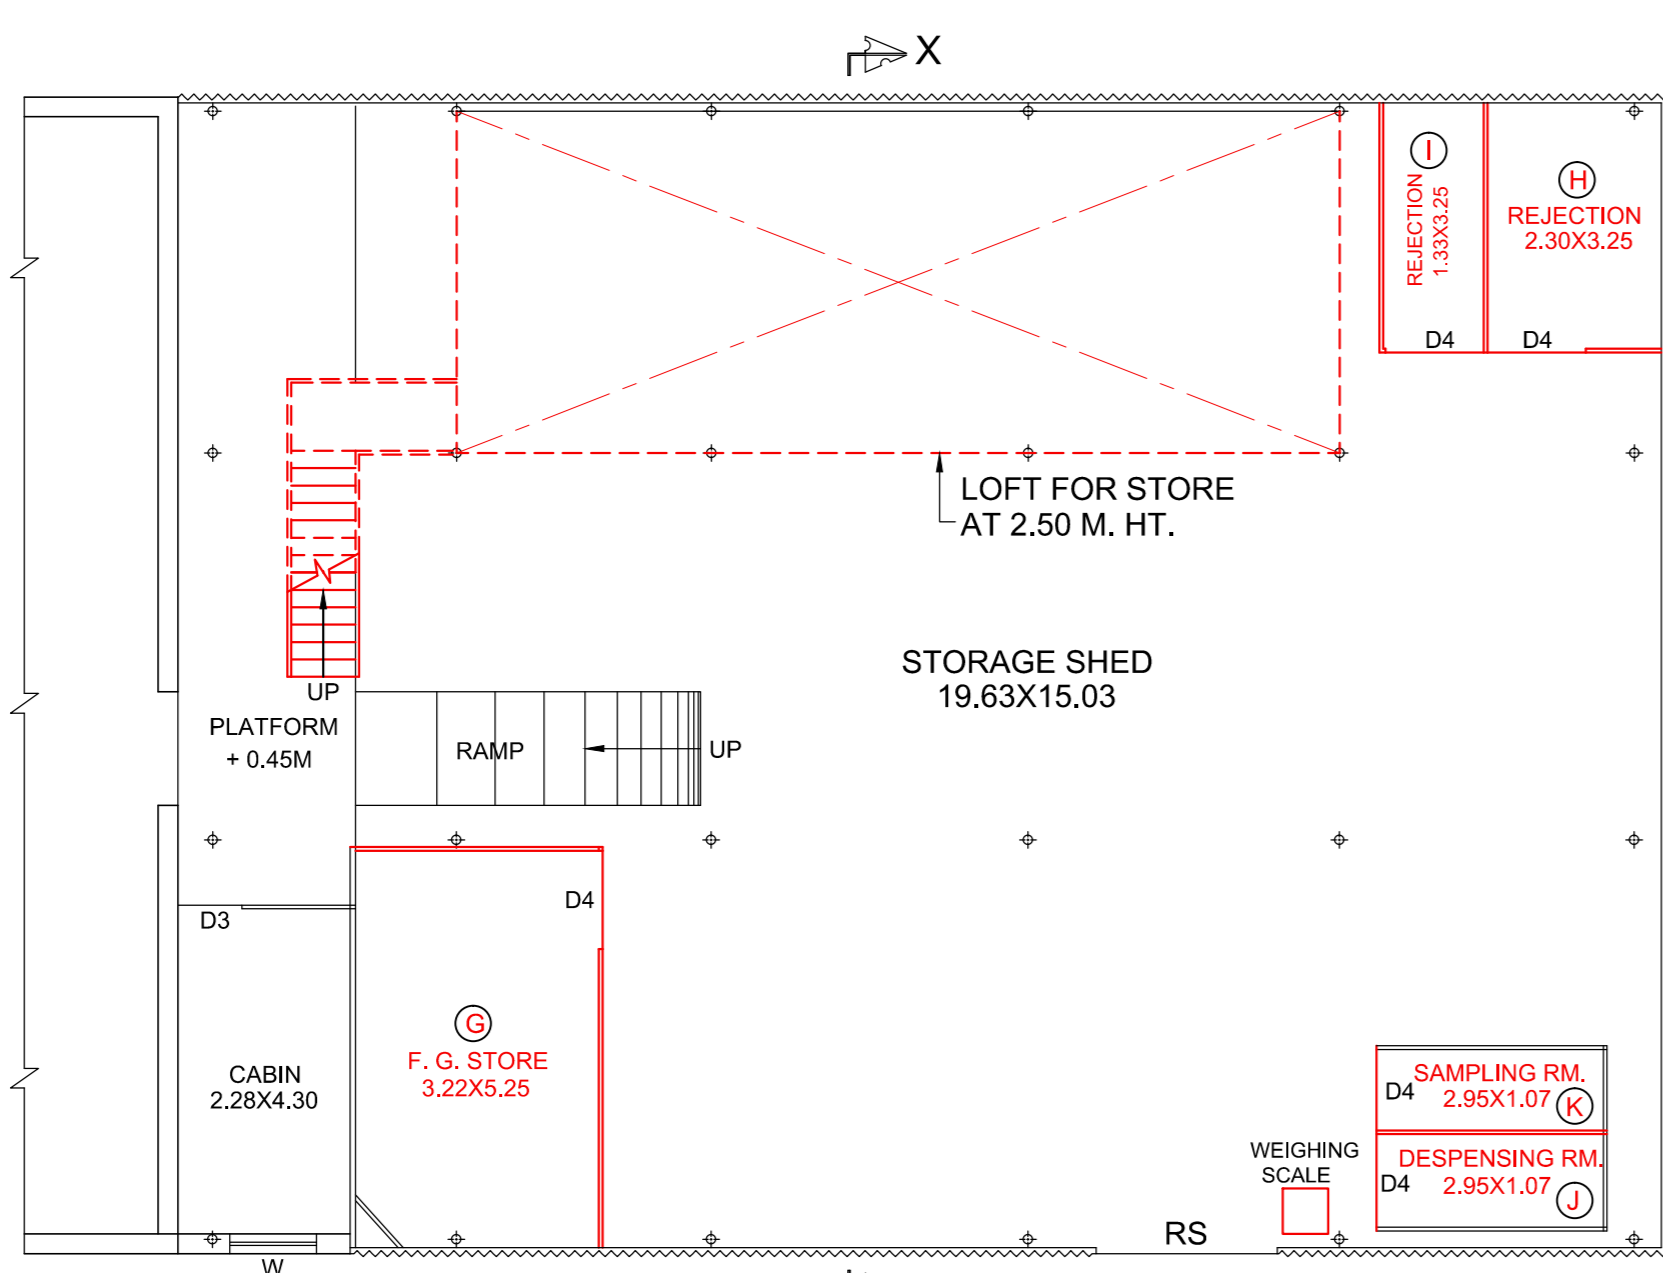 X
I
REJECTION
1.33X3.25
H
REJECTION
2.30X3.25
D4
D4
LOFT FOR STORE
AT 2.50 M. HT.
STORAGE SHED
19.63X15.03
UP
PLATFORM
+ 0.45M
RAMP
UP
D4
D3
G
F. G. STORE
3.22X5.25
CABIN
2.28X4.30
SAMPLING RM.
D4
2.95X1.07
K
WEIGHING
SCALE
DESPENSING RM.
D4
2.95X1.07
J
RS
W